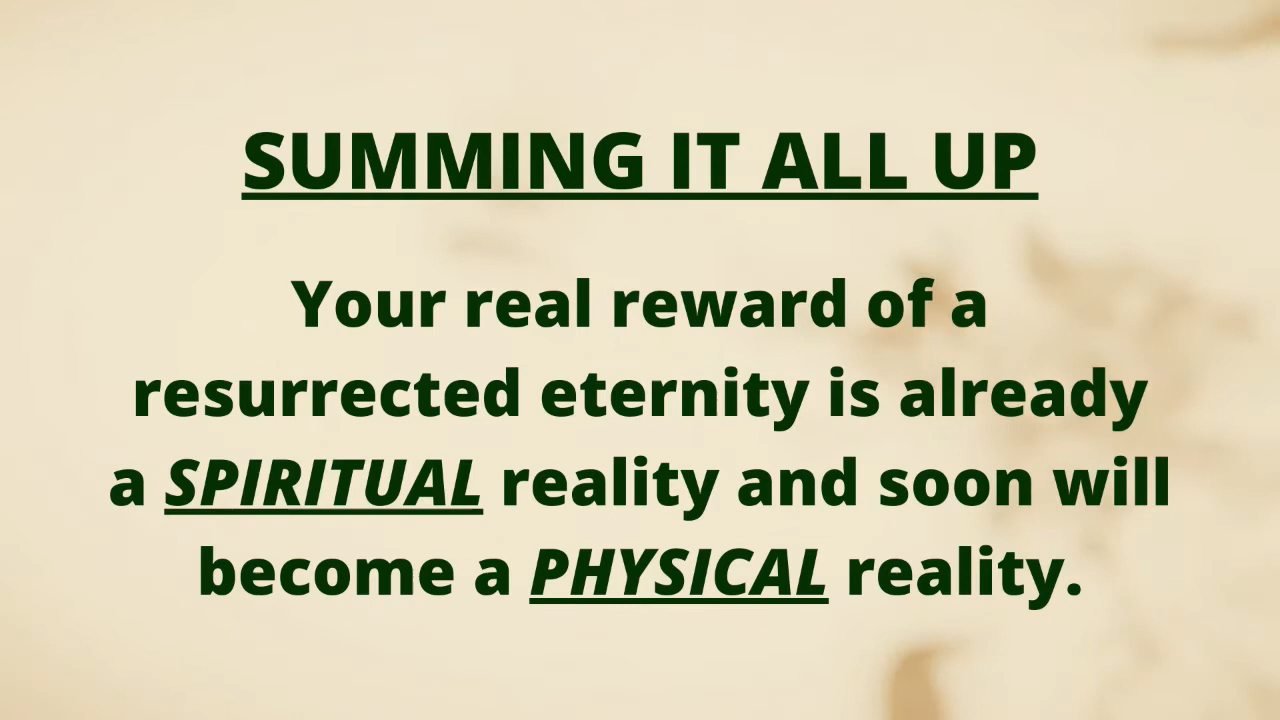 SUMMING IT ALL UP
Your real reward of a
resurrected eternity is already
a SPIRITUAL reality and soon will
become a PHYSICAL reality.